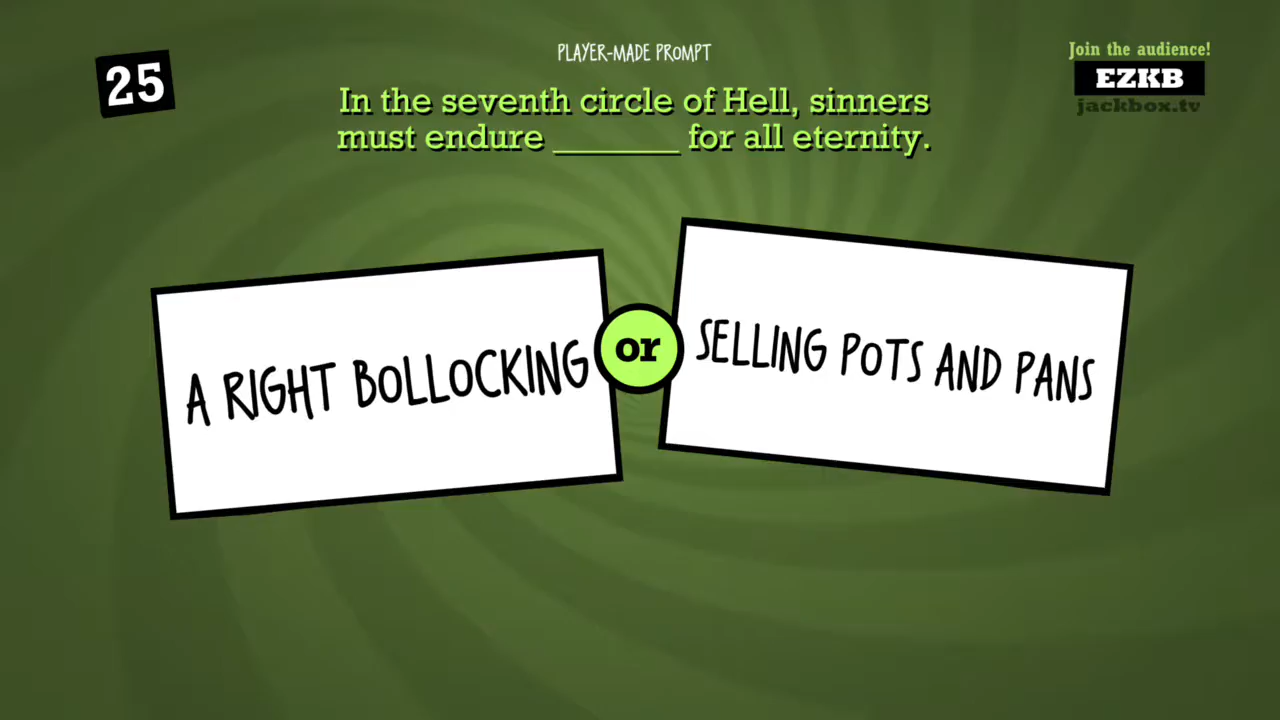 25
PLAYER-MADE PROMPT
In the seventh circle of Hell, sinners
must endure _______ for all eternity.
Join the audience!
EZKB
jackbox.tv
A RIGHT BOLLOCKING
or
SELLING POTS AND PANS